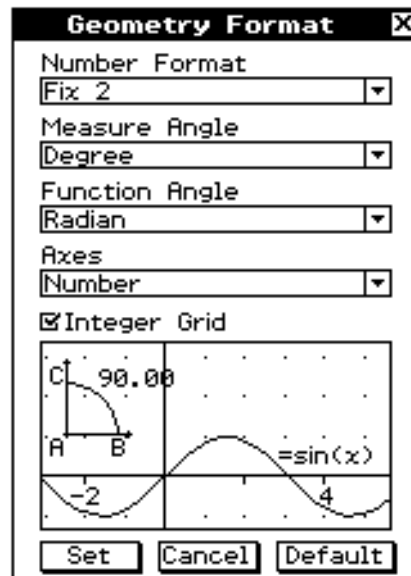 Geometry Format
Number Format
Fix 2
Measure Angle
Degree
Function Angle
Radian
Axes
Number
Integer Grid
C 90.00
A B =sin(x)
-2 4
Set Cancel Default